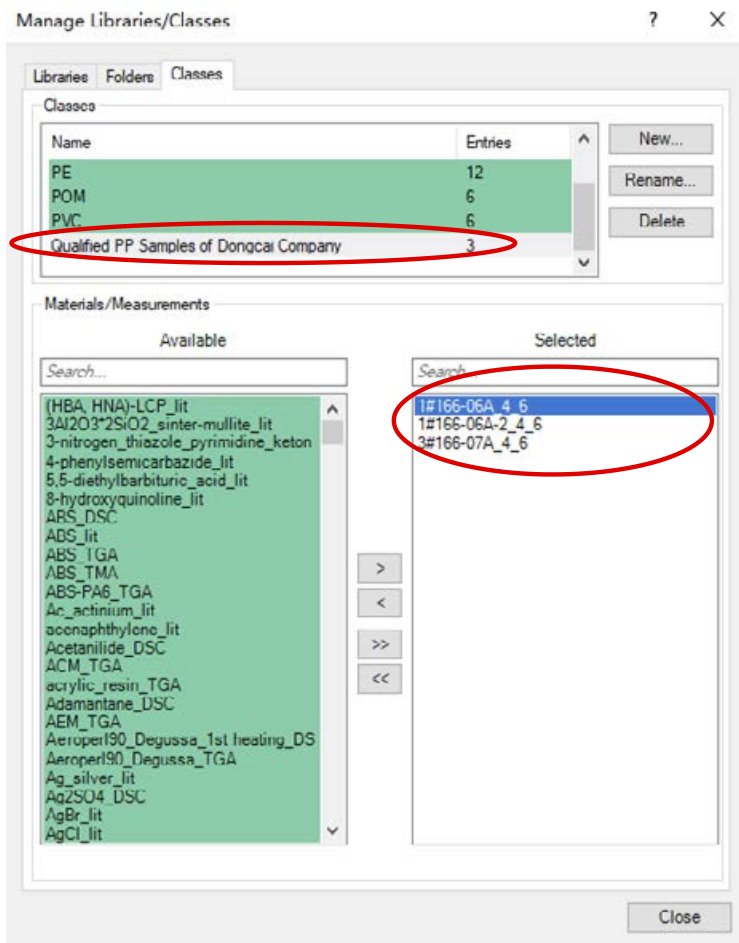 Manage Libraries/Classes ? X
Libraries Folders Classes
Classes
Name Entries
New...
PE 12
Rename...
POM 6
PVC 6
Delete
Qualified PP Samples of Dongcai Company 3
Materials/Measurements
Available Selected
Search... Search...
(HBA, HNA)-LCP_lit
3Al2O3*2SiO2_sinter-mullite_lit
3-nitrogen_thiazole_pyrimidine_keton
4-phenylsemicarbazide_lit
5,5-diethylbarbituric_acid_lit
8-hydroxyquinoline_lit
ABS_DSC
ABS_lit
ABS_TGA
ABS_TMA
ABS-PA6_TGA
Ac_actinium_lit
acenaphthylene_lit
Acetanilide_DSC
ACM_TGA
acrylic_resin_TGA
Adamantane_DSC
AEM_TGA
Aeroperl90_Degussa_1st heating_DS
Aeroperl90_Degussa_TGA
Ag_silver_lit
Ag2SO4_DSC
AgBr_lit
AgCl_lit
>
<
>>
<<
1#166-06A_4_6
1#166-06A-2_4_6
3#166-07A_4_6
Close